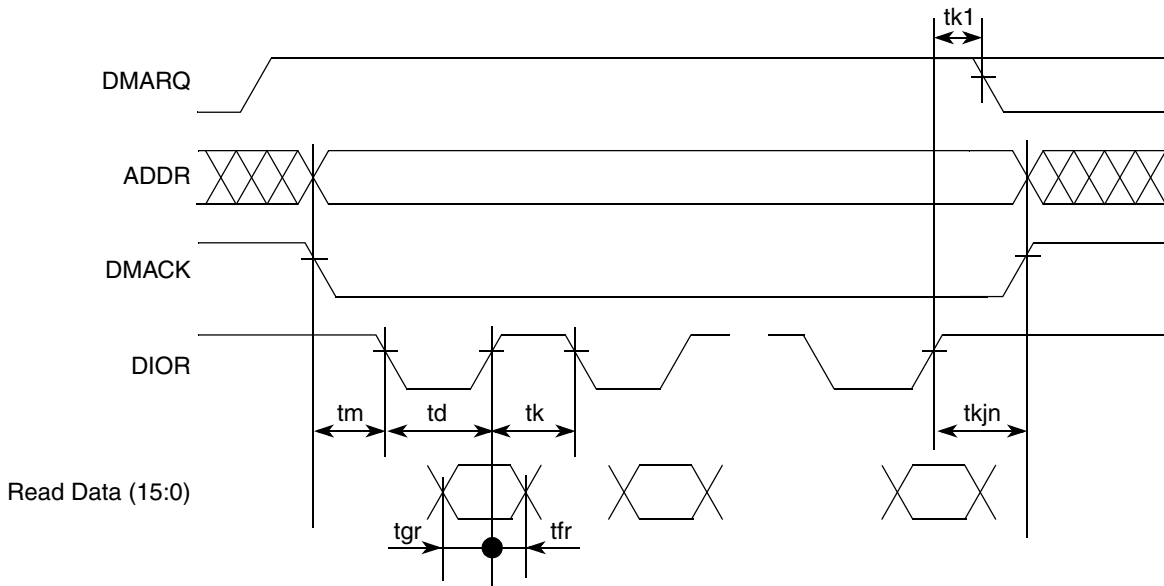 tk1
DMARQ
ADDR
DMACK
DIOR
tm td tk tkjn
Read Data (15:0)
tgr tfr